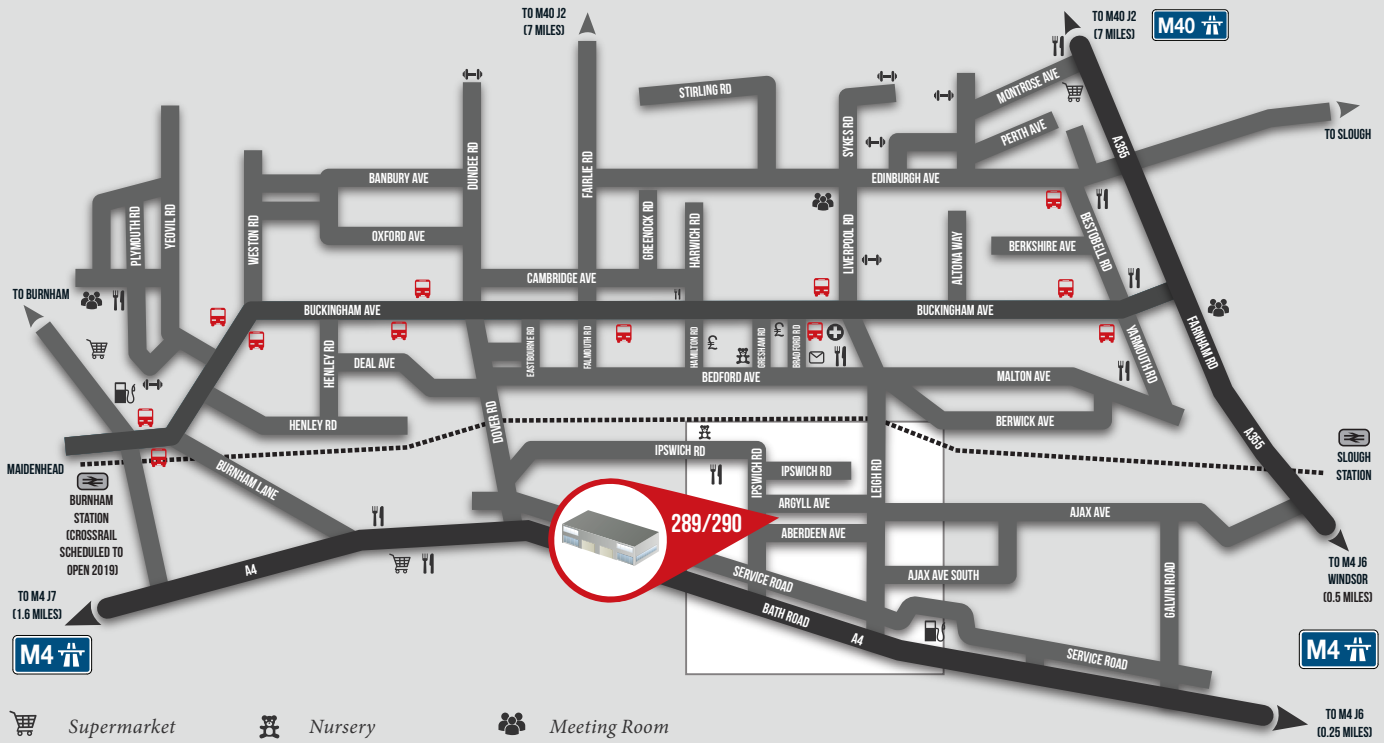 TO M40 J2
(7 MILES)
TO M40 J2
(7 MILES)
M40
MONTROSE AVE
STIRLING RD
PERTH AVE
A355
TO SLOUGH
SYKES RD
DUNDEE RD
FAIRLIE RD
BANBURY AVE
EDINBURGH AVE
PLYMOUTH RD
YEOVIL RD
WESTON RD
OXFORD AVE
GREENOCK RD
HARWICH RD
LIVERPOOL RD
ALTONA WAY
BERKSHIRE AVE
BESTOBELL RD
CAMBRIDGE AVE
TO BURNHAM
BUCKINGHAM AVE
BUCKINGHAM AVE
FARNHAM RD
HENLEY RD
DEAL AVE
EASTBOURNE RD
FALMOUTH RD
HAMILTON RD
GRESHAM RD
BRADFORD RD
YARMOUTH RD
BEDFORD AVE
MALTON AVE
HENLEY RD
DOVER RD
BERWICK AVE
A355
MAIDENHEAD
BURNHAM
STATION
(CROSSRAIL
SCHEDULED TO
OPEN 2019)
BURNHAM LANE
IPSWICH RD
IPSWICH RD
IPSWICH RD
LEIGH RD
SLOUGH
STATION
ARGYLL AVE
AJAX AVE
289/290
ABERDEEN AVE
A4
SERVICE ROAD
AJAX AVE SOUTH
GALVIN ROAD
TO M4 J6
WINDSOR
(0.5 MILES)
TO M4 J7
(1.6 MILES)
BATH ROAD
A4
M4
SERVICE ROAD
M4
TO M4 J6
(0.25 MILES)
Supermarket
Nursery
Meeting Room